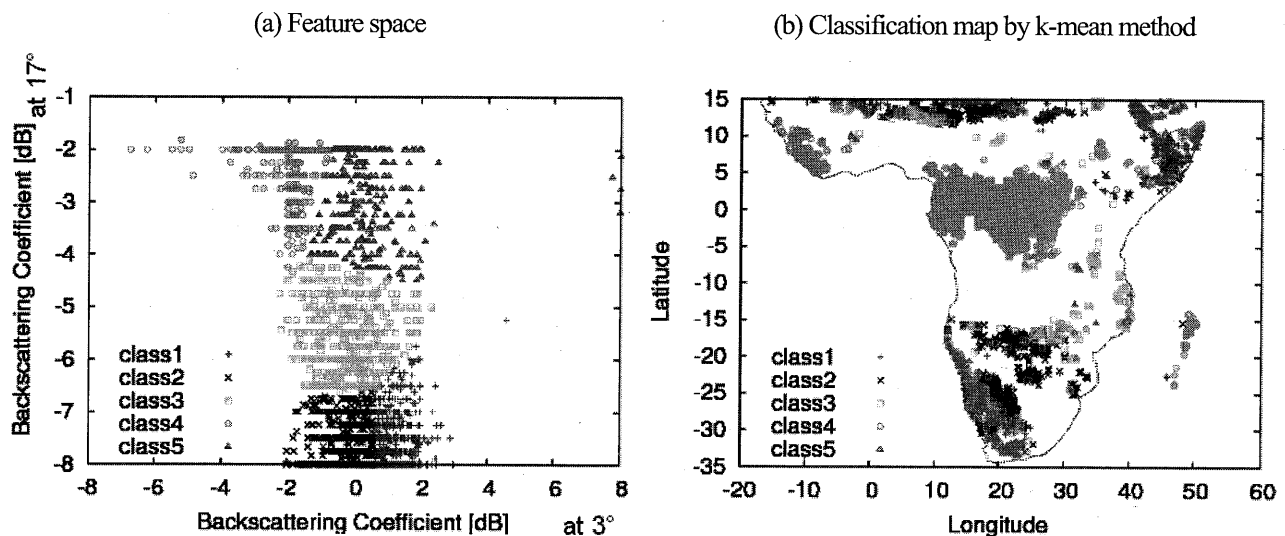 (a) Feature space
Backscattering Coefficient [dB] at 17°
-1
-2
-3
-4
-5
-6
-7
-8
class1
class2
class3
class4
class5
-8 -6 -4 -2 0 2 4 6 8
Backscattering Coefficient [dB] at 3°
(b) Classification map by k-mean method
Latitude
15
10
5
0
-5
-10
-15
-20
-25
-30
-35
class1
class2
class3
class4
class5
-20 -10 0 10 20 30 40 50 60
Longitude